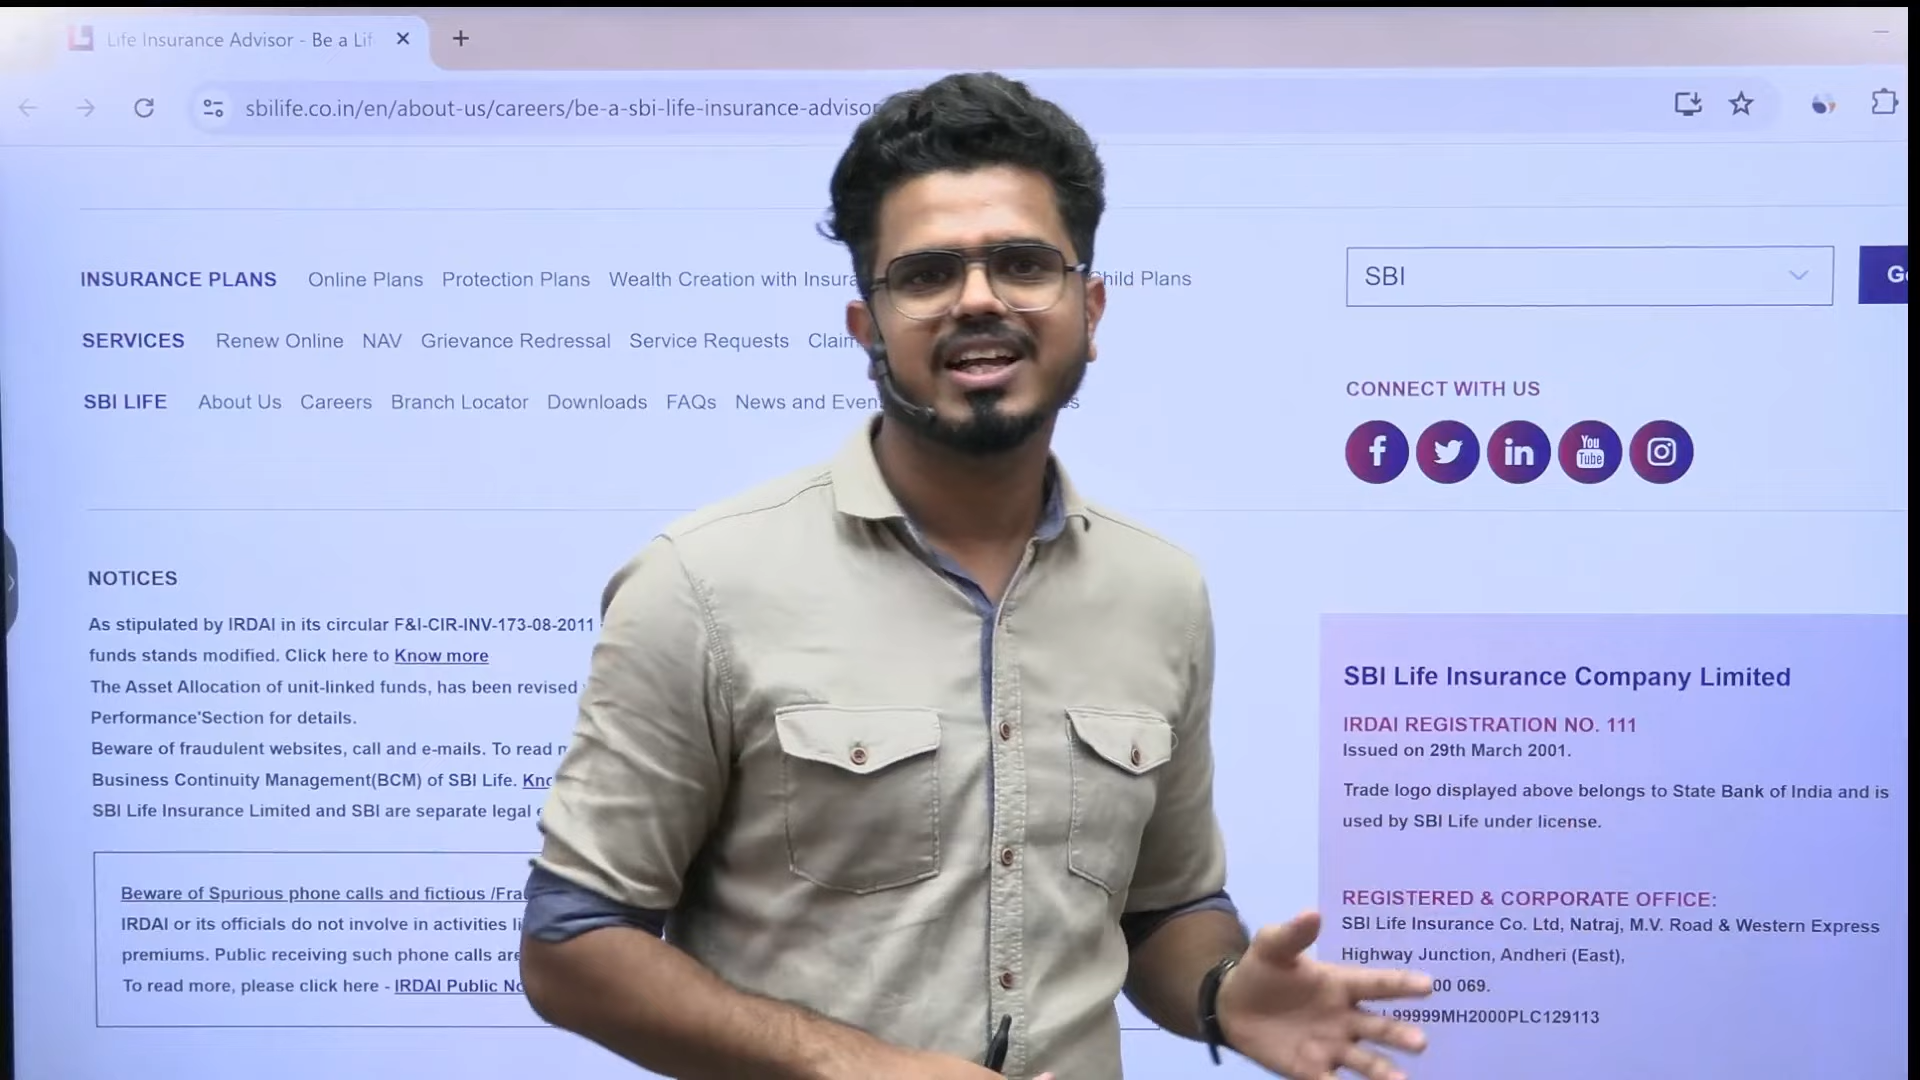 Life Insurance Advisor - Be a Lif
sbilife.co.in/en/about-us/careers/be-a-sbi-life-insurance-advisor
INSURANCE PLANS Online Plans Protection Plans Wealth Creation with Insura Child Plans
SERVICES Renew Online NAV Grievance Redressal Service Requests Claim
SBI LIFE About Us Careers Branch Locator Downloads FAQs News and Even
SBI
Go
CONNECT WITH US
You
Tube
NOTICES
As stipulated by IRDAI in its circular F&I-CIR-INV-173-08-2011
funds stands modified. Click here to Know more
The Asset Allocation of unit-linked funds, has been revised
Performance'Section for details.
Beware of fraudulent websites, call and e-mails. To read
Business Continuity Management(BCM) of SBI Life.
SBI Life Insurance Limited and SBI are separate legal
Beware of Spurious phone calls and fictious /Fra
IRDAI or its officials do not involve in activities
premiums. Public receiving such phone calls are
To read more, please click here - IRDAI Public
SBI Life Insurance Company Limited
IRDAI REGISTRATION NO. 111
Issued on 29th March 2001.
Trade logo displayed above belongs to State Bank of India and is
used by SBI Life under license.
REGISTERED & CORPORATE OFFICE:
SBI Life Insurance Co. Ltd, Natraj, M.V. Road & Western Express
Highway Junction, Andheri (East),
00 069.
99999MH2000PLC129113